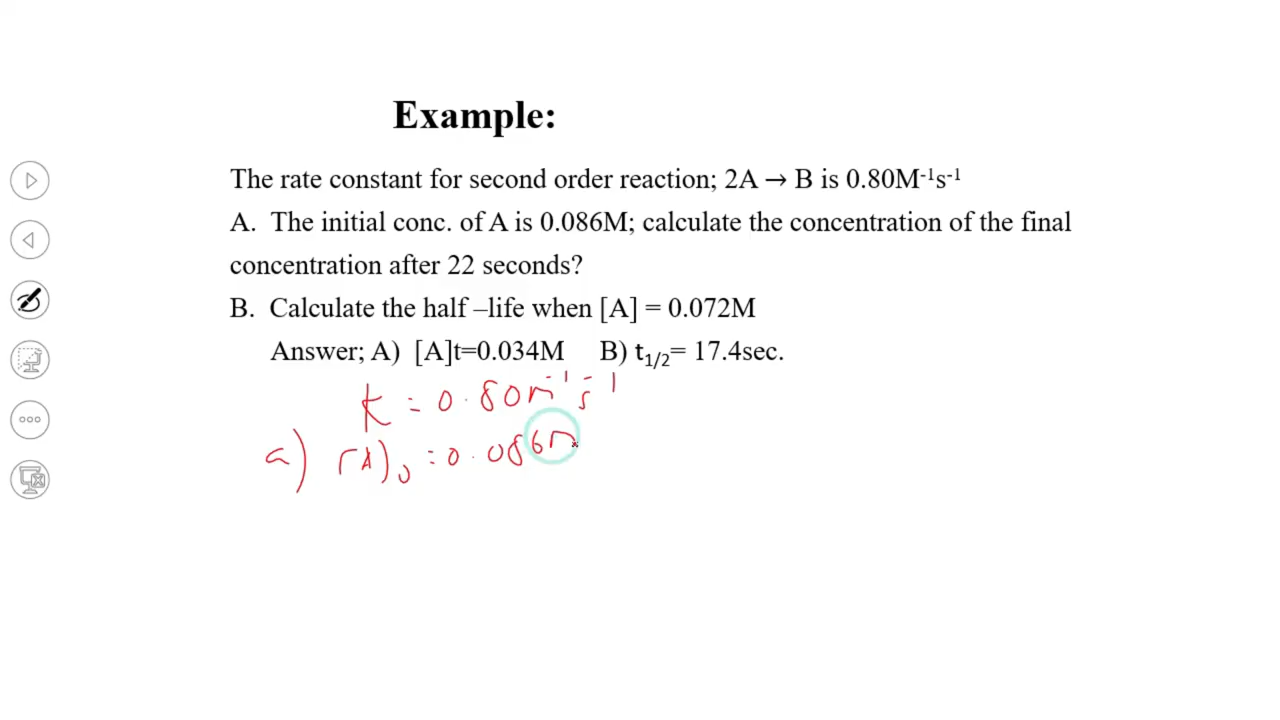 Example:
The rate constant for second order reaction; 2A → B is 0.80M⁻¹s⁻¹
A. The initial conc. of A is 0.086M; calculate the concentration of the final
concentration after 22 seconds?
B. Calculate the half –life when [A] = 0.072M
Answer; A) [A]t=0.034M B) t₁/₂= 17.4sec.
K = 0.80m⁻¹s⁻¹
a) [A]₀ = 0.086m